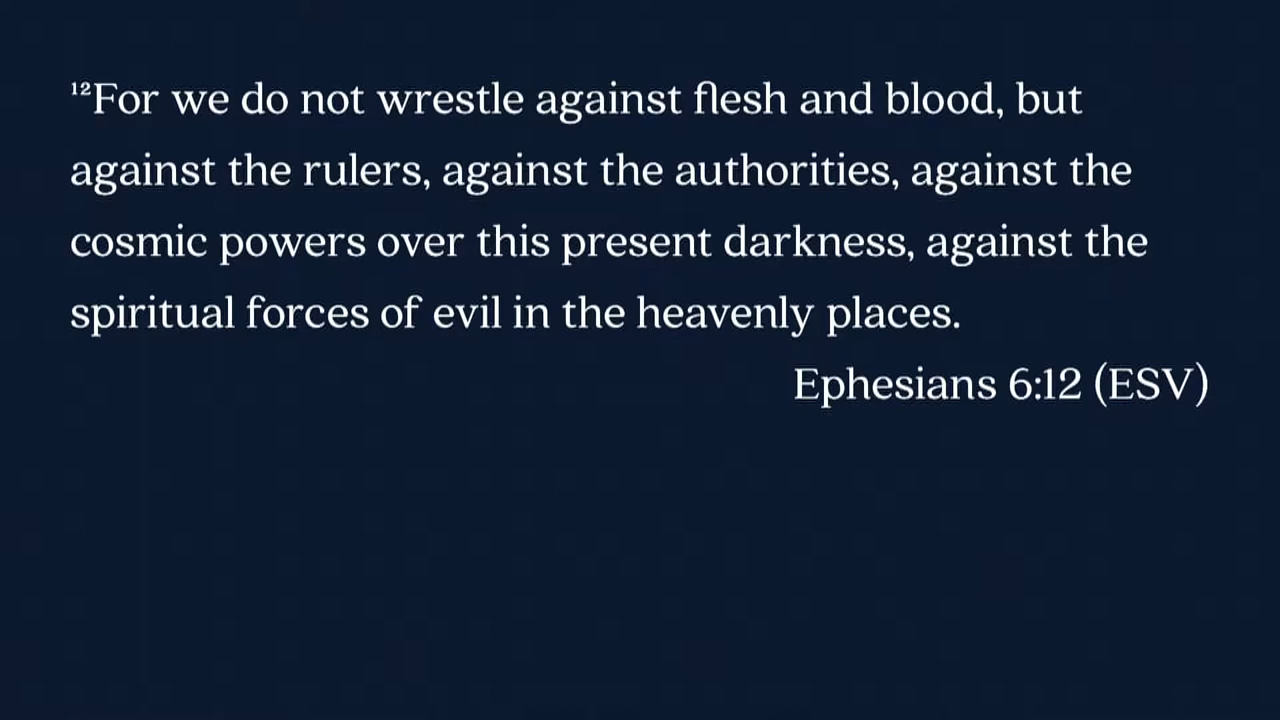 ¹²For we do not wrestle against flesh and blood, but
against the rulers, against the authorities, against the
cosmic powers over this present darkness, against the
spiritual forces of evil in the heavenly places.
Ephesians 6:12 (ESV)